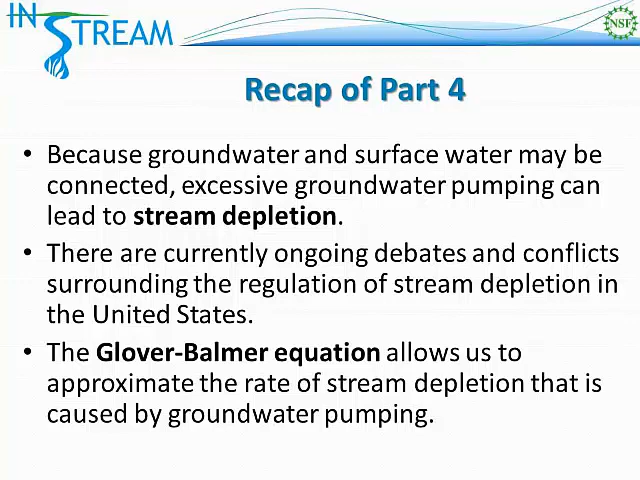 IN STREAM
NSF
Recap of Part 4
• Because groundwater and surface water may be
connected, excessive groundwater pumping can
lead to stream depletion.
• There are currently ongoing debates and conflicts
surrounding the regulation of stream depletion in
the United States.
• The Glover-Balmer equation allows us to
approximate the rate of stream depletion that is
caused by groundwater pumping.